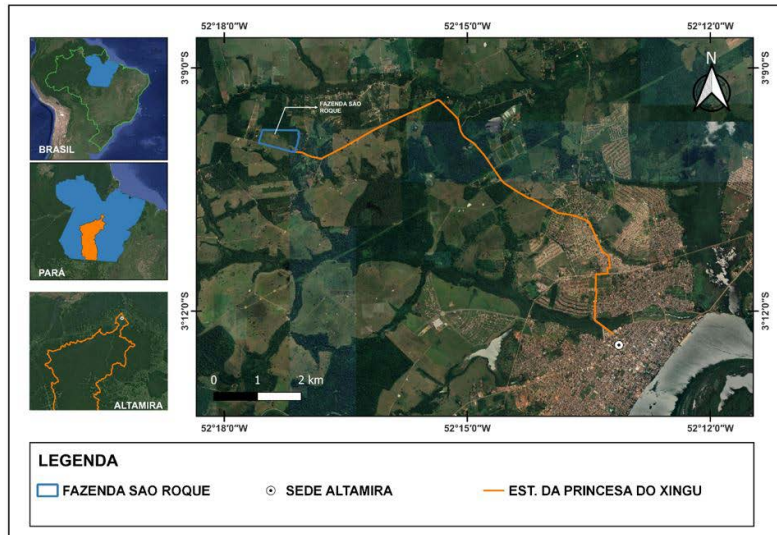 52°18'0"W
52°15'0"W
52°12'0"W
3°9'0"S
3°9'0"S
N
FAZENDA SÃO
ROQUE
BRASIL
PARÁ
ALTAMIRA
3°12'0"S
3°12'0"S
0 1 2 km
52°18'0"W
52°15'0"W
52°12'0"W
LEGENDA
FAZENDA SAO ROQUE
SEDE ALTAMIRA
EST. DA PRINCESA DO XINGU